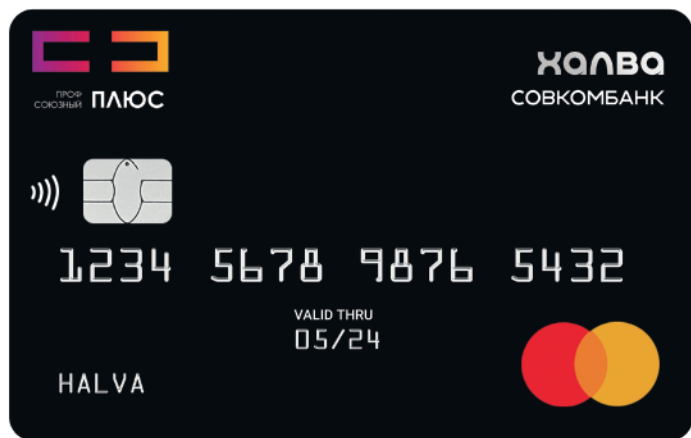 ПРОФ
СОЮЗНЫЙ ПЛЮС
халва
СОВКОМБАНК
1234 5678 9876 5432
VALID THRU
05/24
HALVA